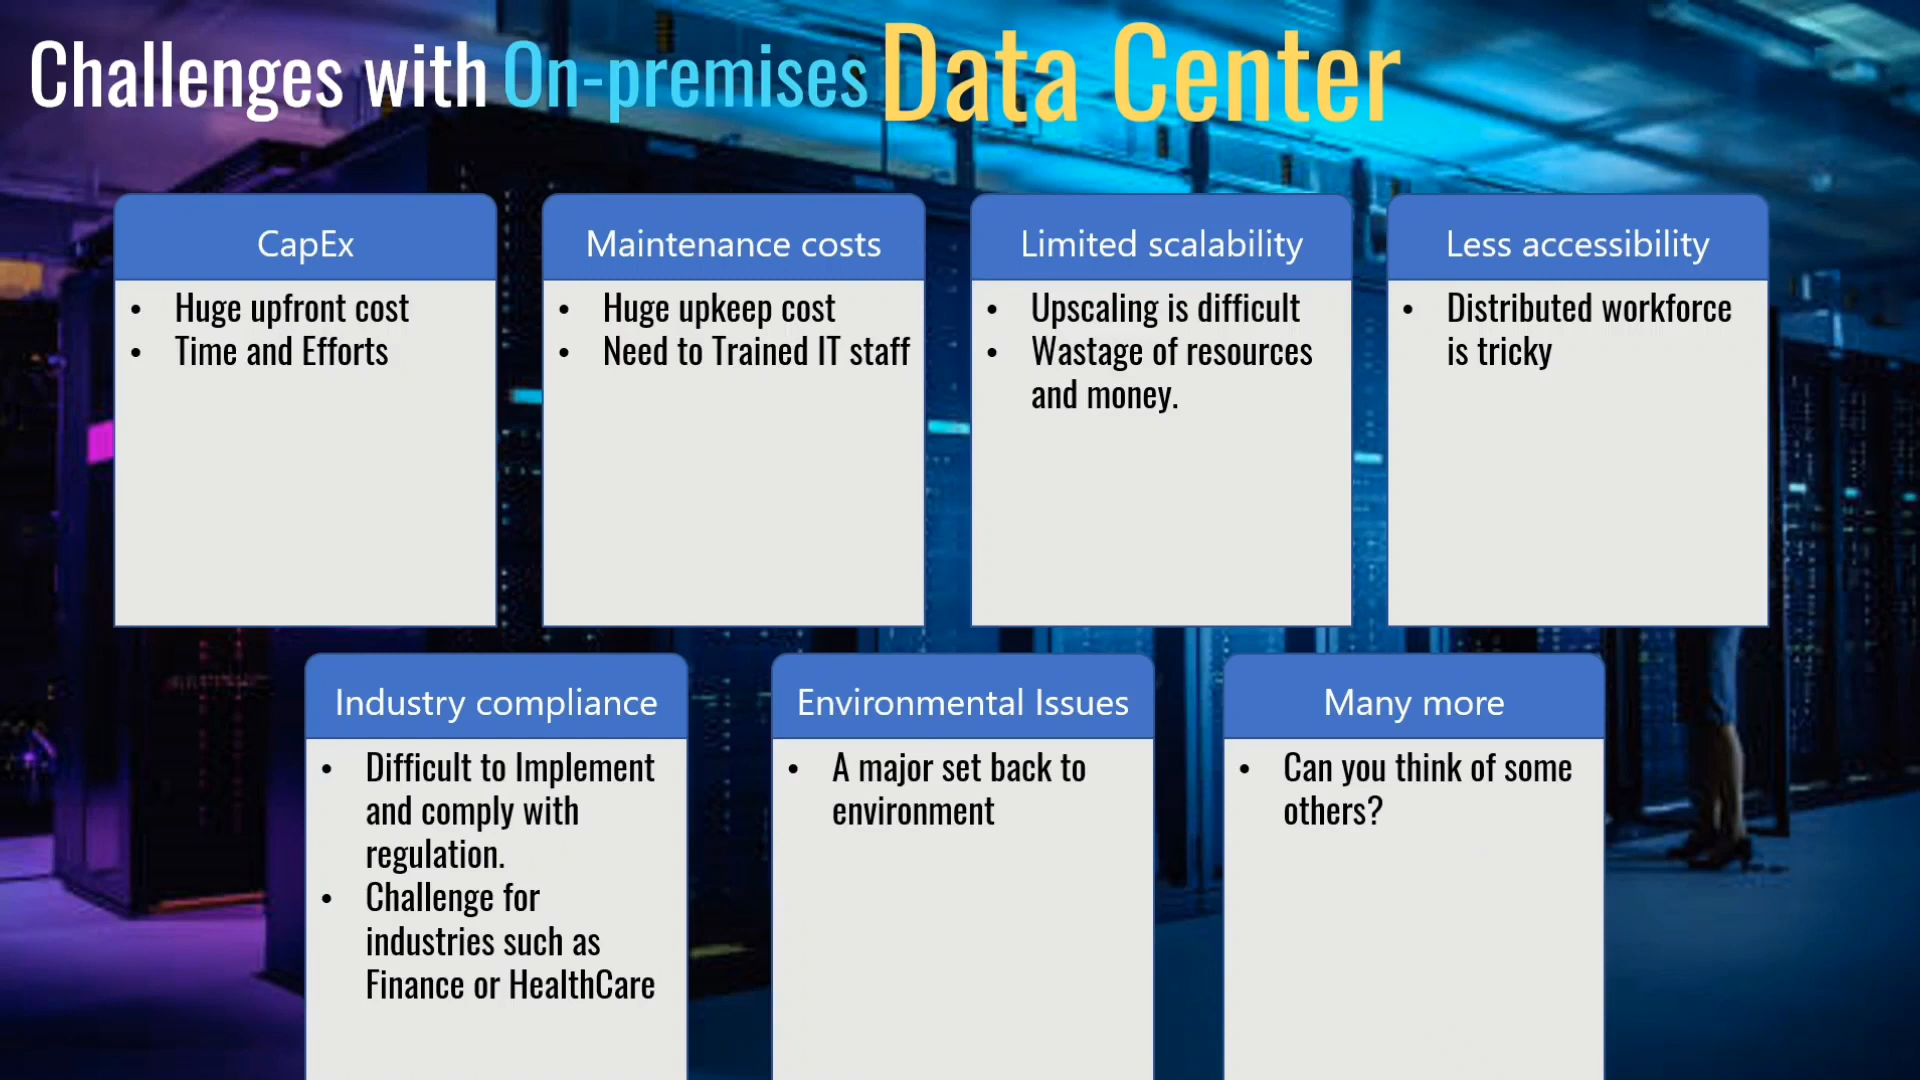 Challenges with On-premises Data Center
CapEx
• Huge upfront cost
• Time and Efforts
Maintenance costs
• Huge upkeep cost
• Need to Trained IT staff
Limited scalability
• Upscaling is difficult
• Wastage of resources
and money.
Less accessibility
• Distributed workforce
is tricky
Industry compliance
• Difficult to Implement
and comply with
regulation.
• Challenge for
industries such as
Finance or HealthCare
Environmental Issues
• A major set back to
environment
Many more
• Can you think of some
others?